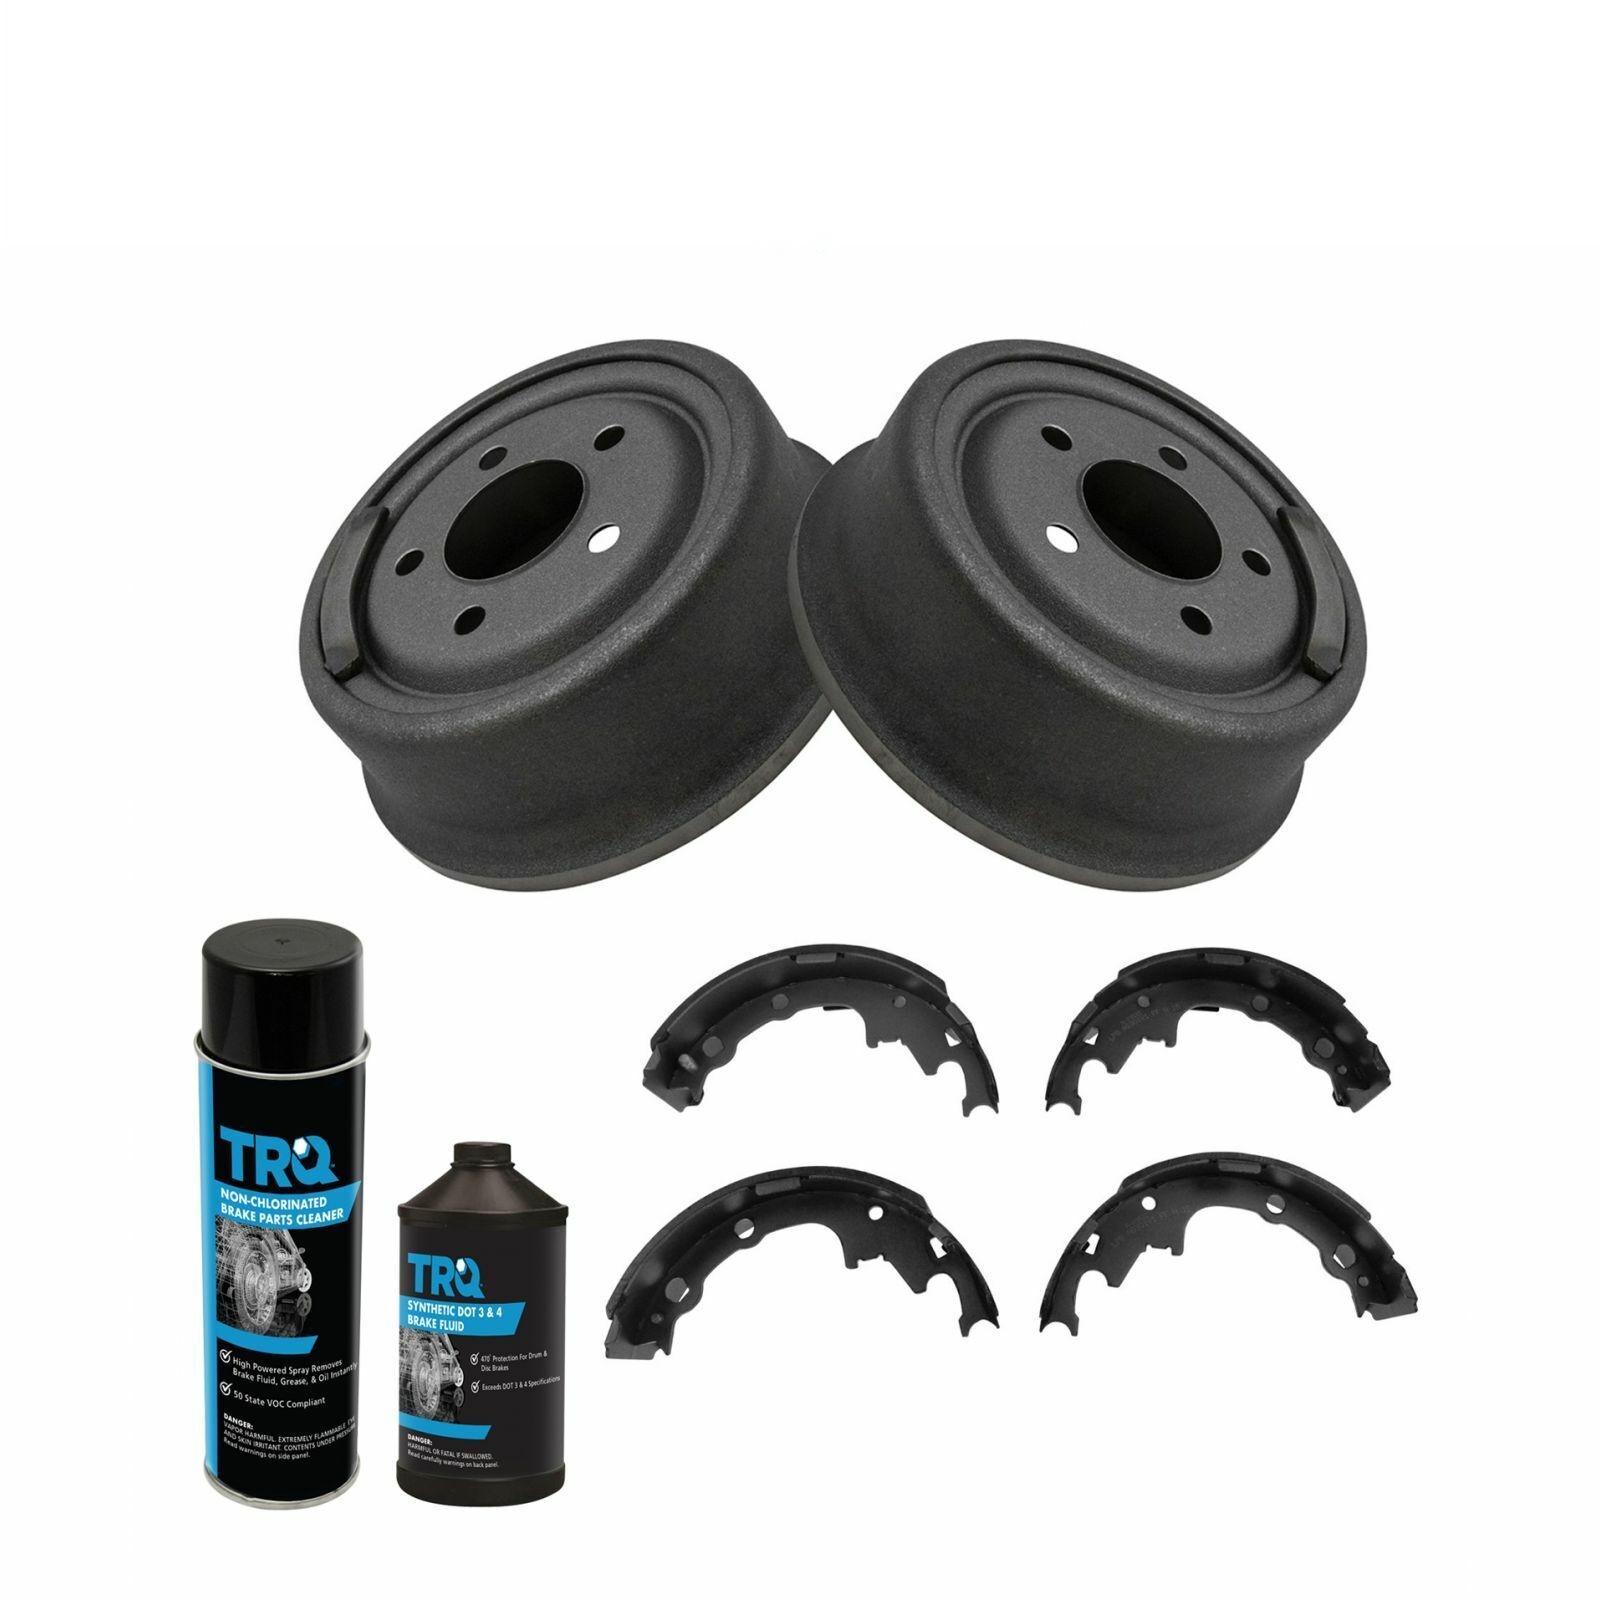 TRQ
NON-CHLORINATED
BRAKE PARTS CLEANER
High Powered Spray Removes
Brake Fluid, Grease, & Oil Instantly
50 State VOC Compliant
DANGER:
VAPOR HARMFUL. EXTREMELY FLAMMABLE. EYE
AND SKIN IRRITANT. CONTENTS UNDER PRESSURE.
Read warnings on side panel.
TRQ
SYNTHETIC DOT 3 & 4
BRAKE FLUID
470° Protection For Drum &
Disc Brakes
Exceeds DOT 3 & 4 Specifications
DANGER:
HARMFUL OR FATAL IF SWALLOWED.
Read carefully warnings on back panel.